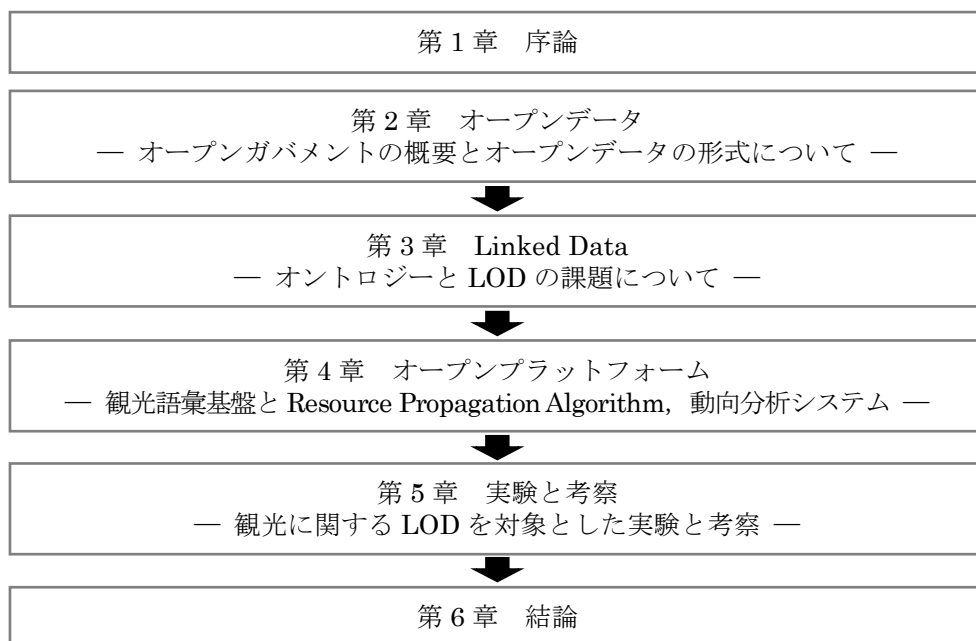 第 1 章　序論
第 2 章　オープンデータ
― オープンガバメントの概要とオープンデータの形式について ―
第 3 章　Linked Data
― オントロジーと LOD の課題について ―
第 4 章　オープンプラットフォーム
― 観光語彙基盤と Resource Propagation Algorithm，動向分析システム ―
第 5 章　実験と考察
― 観光に関する LOD を対象とした実験と考察 ―
第 6 章　結論